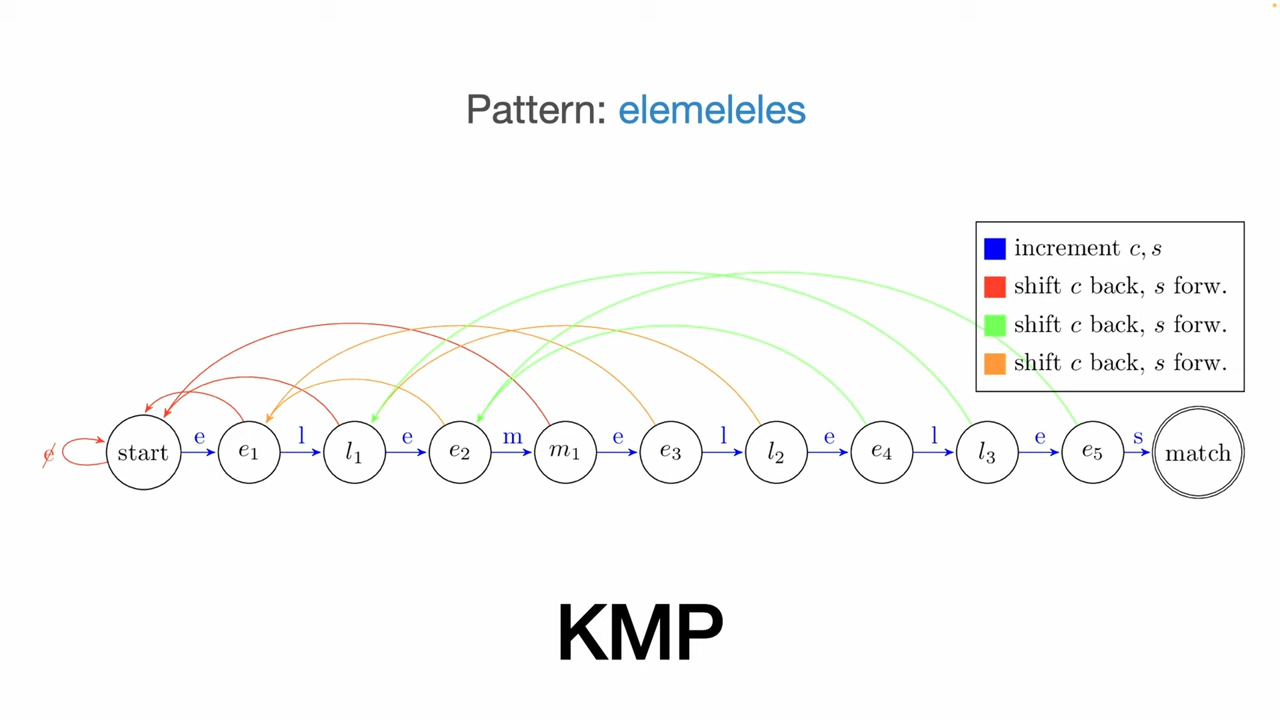 Pattern: elemeleles
increment c, s
shift c back, s forw.
shift c back, s forw.
shift c back, s forw.
e l e m e l e l e s
e̸ start e₁ l₁ e₂ m₁ e₃ l₂ e₄ l₃ e₅ match
KMP